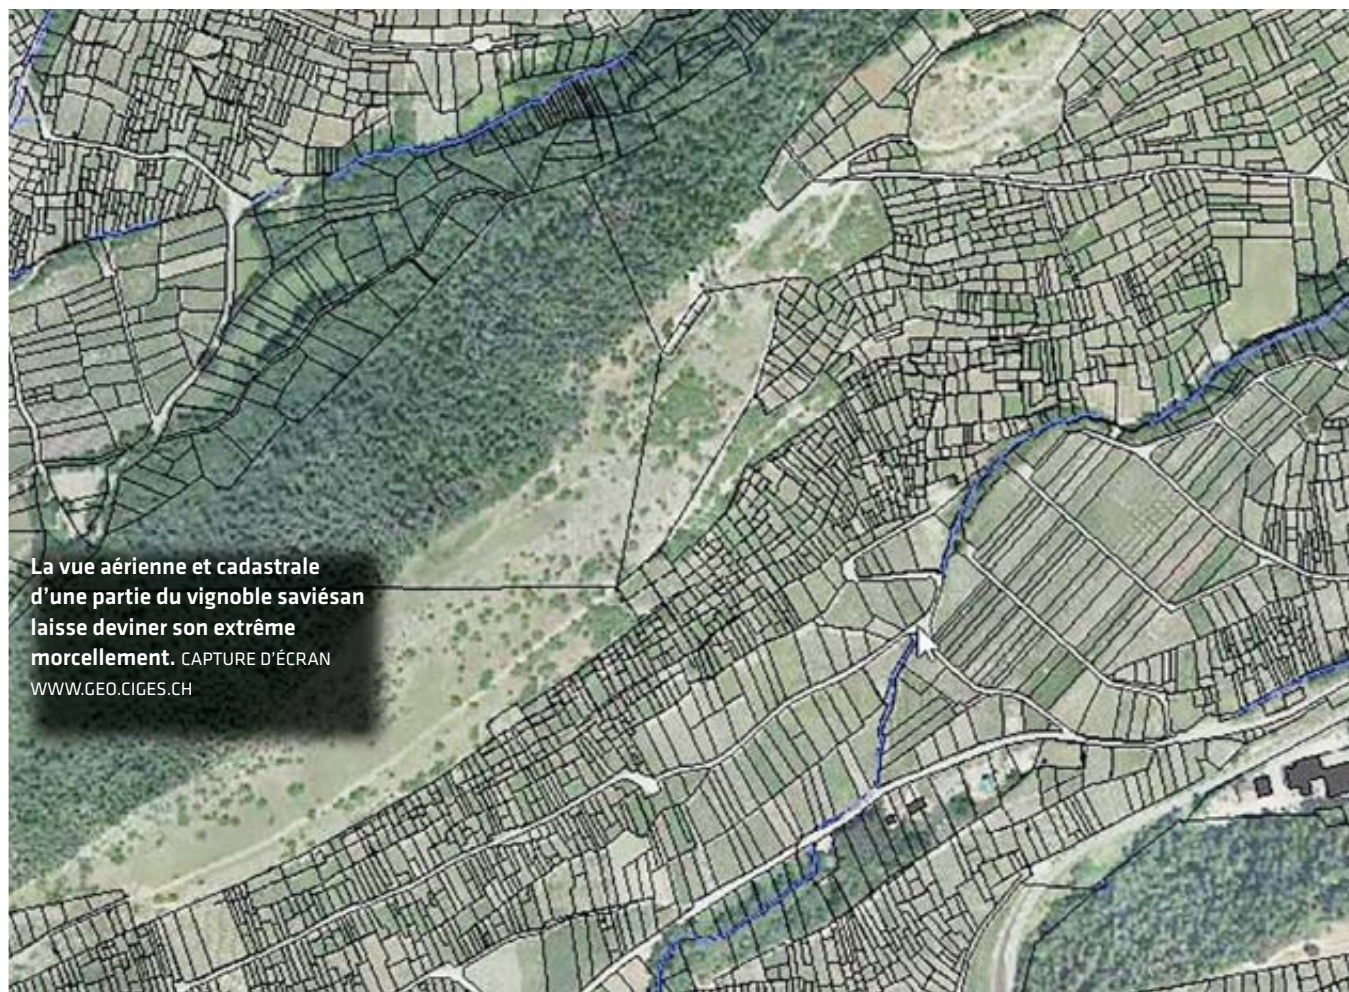 La vue aérienne et cadastrale
d’une partie du vignoble saviésan
laisse deviner son extrême
morcellement. CAPTURE D’ÉCRAN
WWW.GEO.CIGES.CH